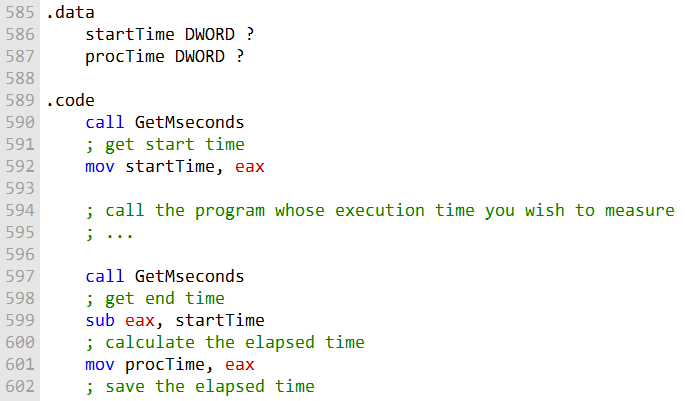 585 .data
586     startTime DWORD ?
587     procTime DWORD ?
588
589 .code
590     call GetMseconds
591     ; get start time
592     mov startTime, eax
593
594     ; call the program whose execution time you wish to measure
595     ; ...
596
597     call GetMseconds
598     ; get end time
599     sub eax, startTime
600     ; calculate the elapsed time
601     mov procTime, eax
602     ; save the elapsed time